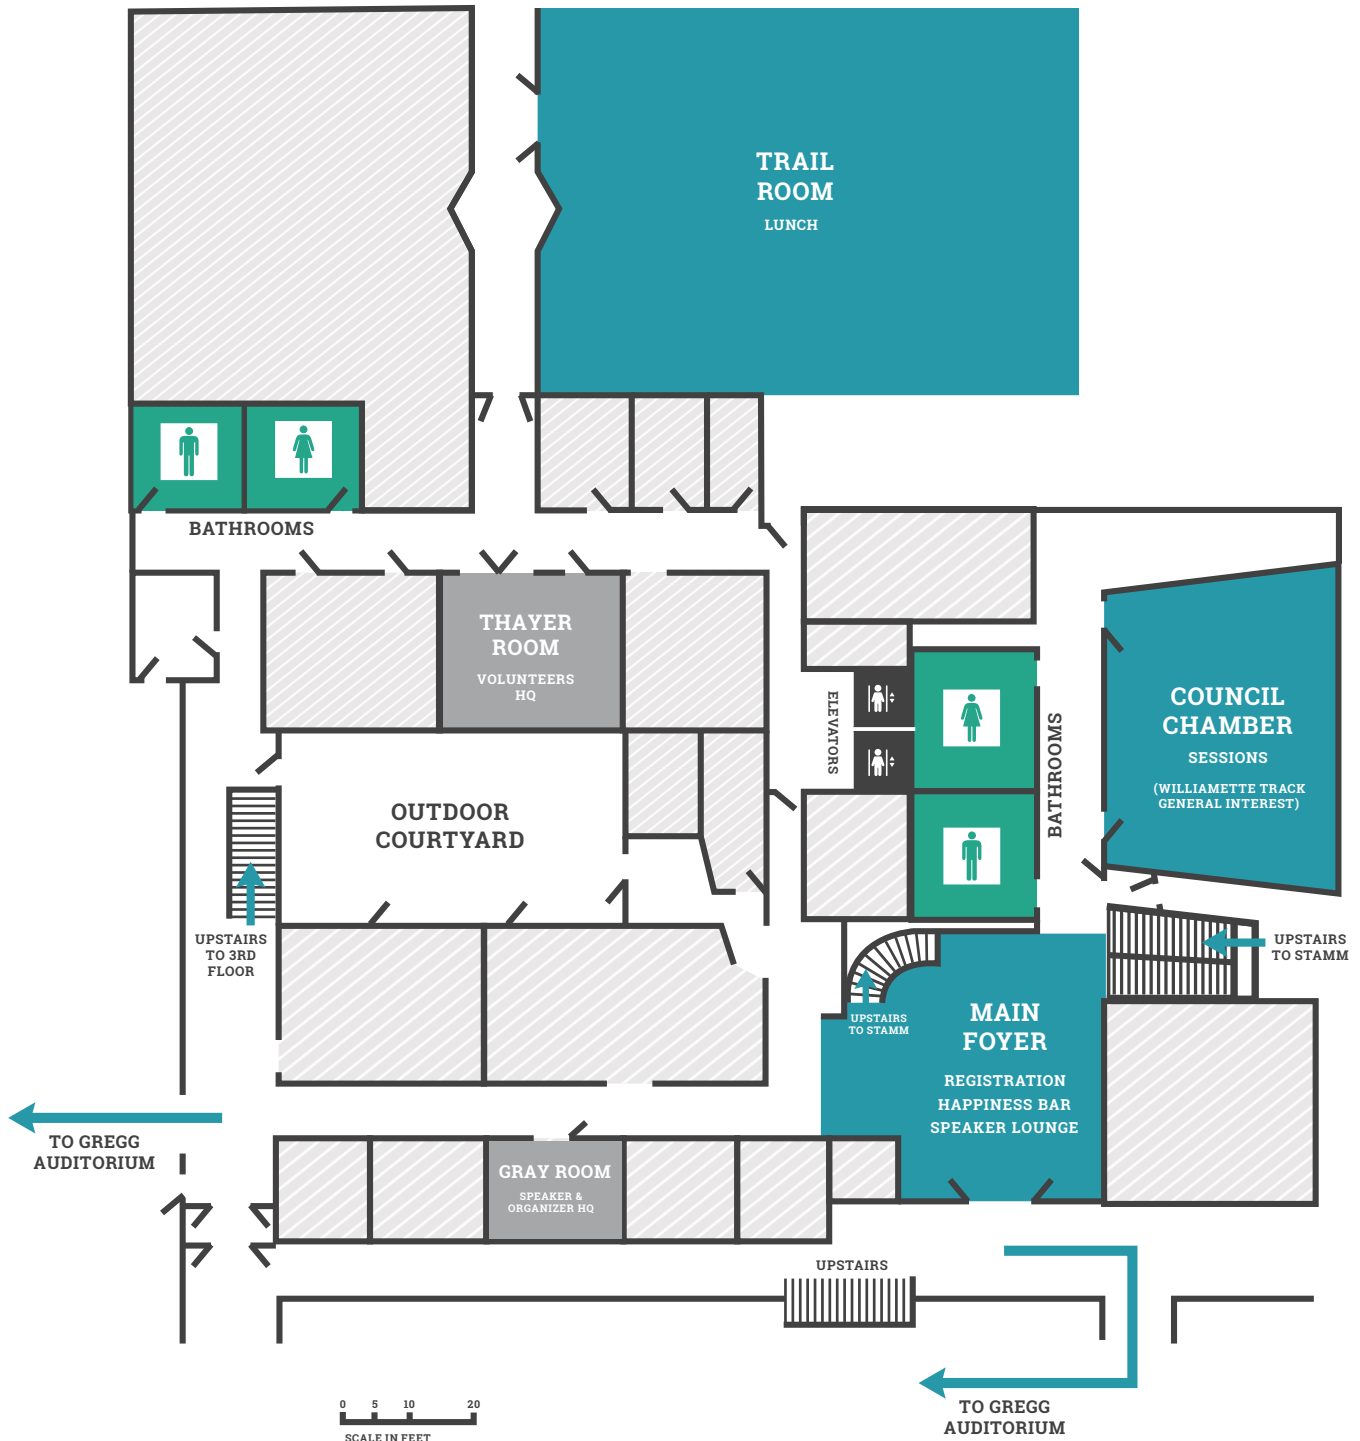 TRAIL
ROOM
LUNCH
BATHROOMS
THAYER
ROOM
VOLUNTEERS
HQ
ELEVATORS
BATHROOMS
COUNCIL
CHAMBER
SESSIONS
(WILLIAMETTE TRACK
GENERAL INTEREST)
OUTDOOR
COURTYARD
UPSTAIRS
TO 3RD
FLOOR
UPSTAIRS
TO STAMM
UPSTAIRS
TO STAMM
MAIN
FOYER
REGISTRATION
HAPPINESS BAR
SPEAKER LOUNGE
TO GREGG
AUDITORIUM
GRAY ROOM
SPEAKER &
ORGANIZER HQ
UPSTAIRS
TO GREGG
AUDITORIUM
0 5 10 20
SCALE IN FEET